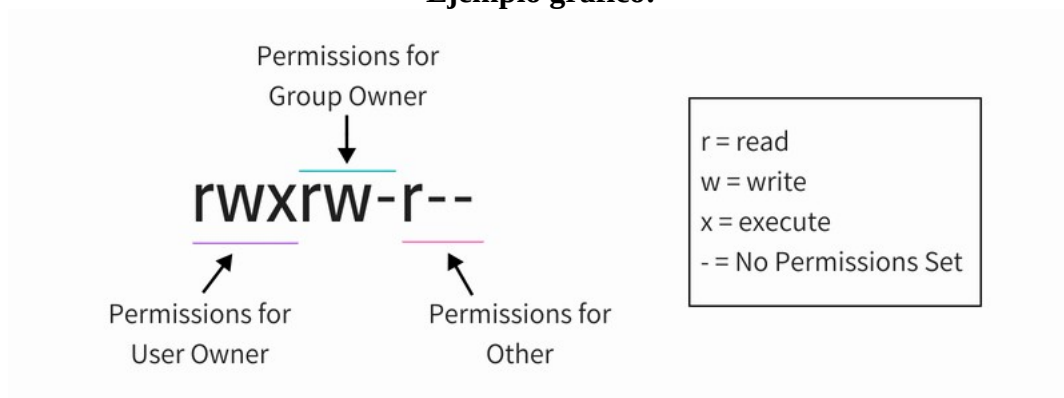 Ejemplo gráfico:
Permissions for
Group Owner
rwxrw-r--
Permissions for
User Owner
Permissions for
Other
r = read
w = write
x = execute
- = No Permissions Set